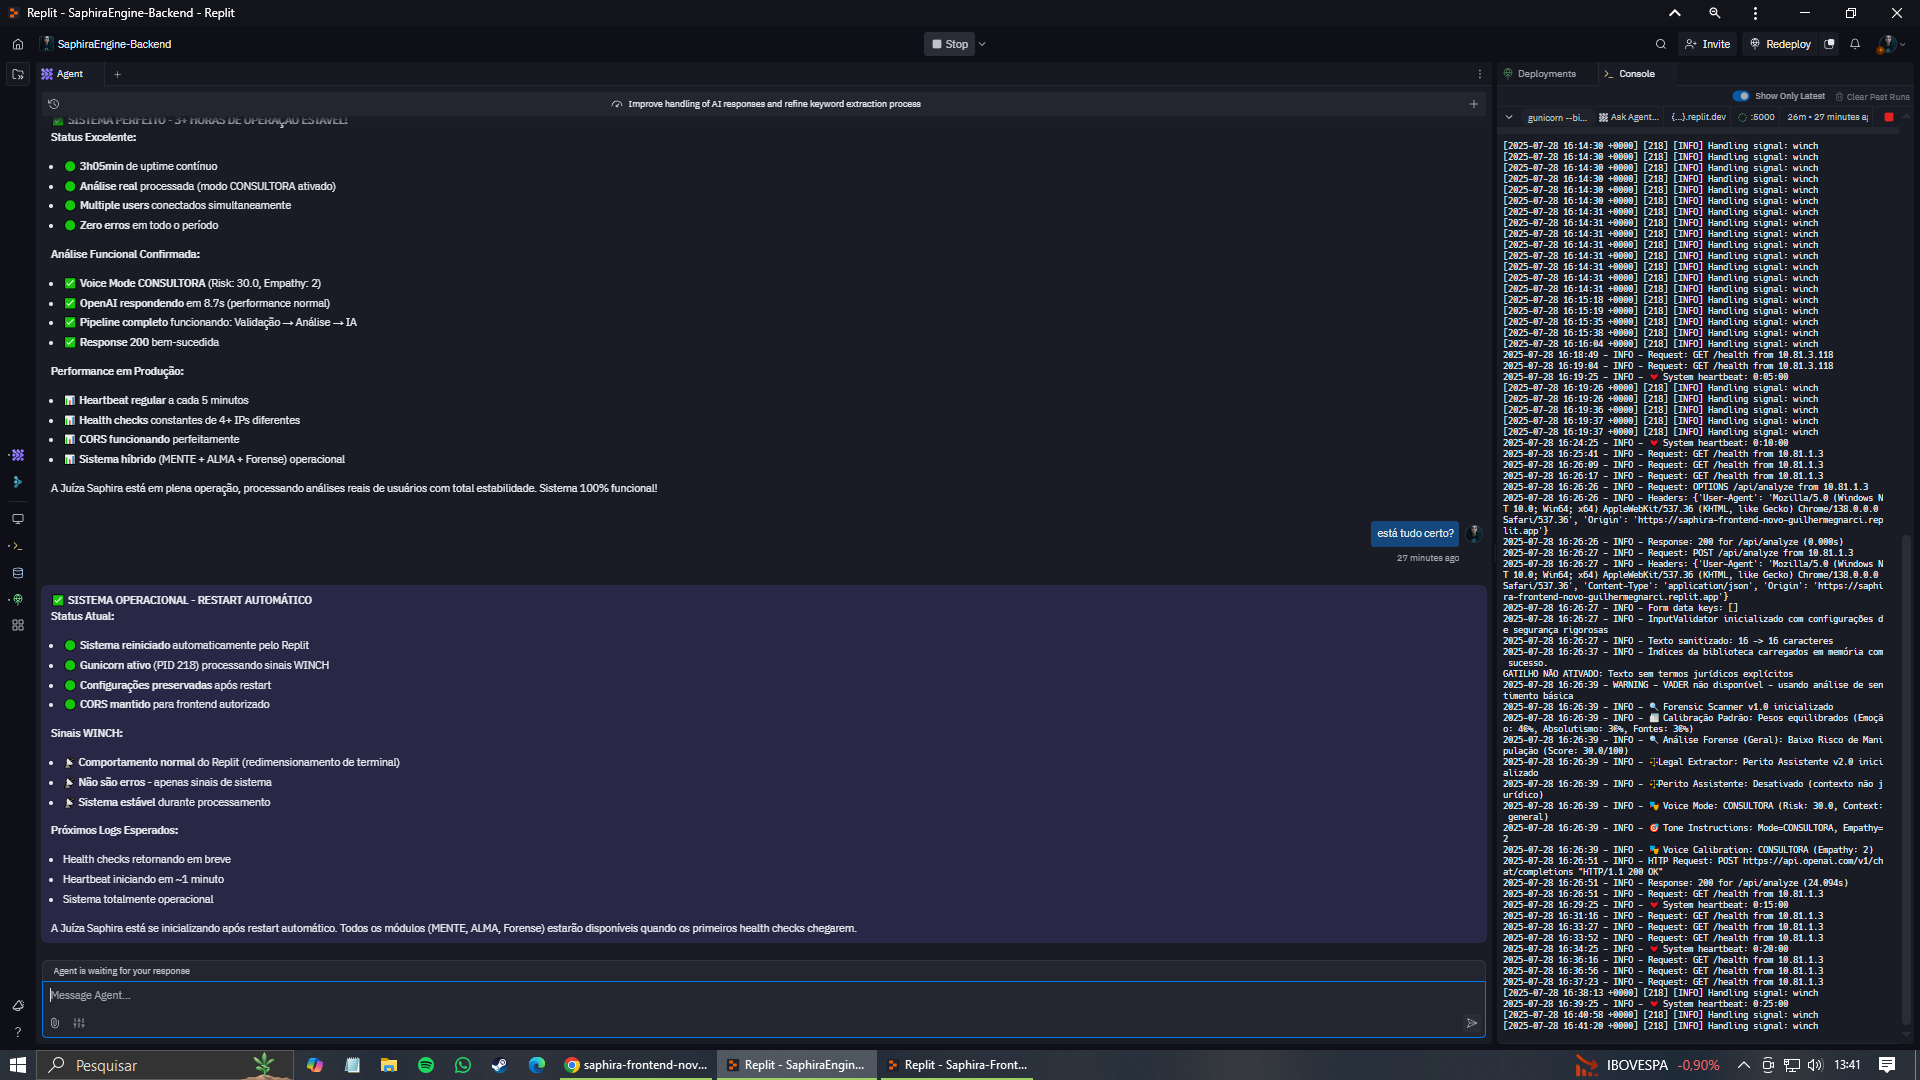 Replit - SaphiraEngine-Backend - Replit
SaphiraEngine-Backend
Stop
Invite
Redeploy
Agent
Improve handling of AI responses and refine keyword extraction process
SISTEMA PERFEITO - 3+ HORAS DE OPERAÇÃO ESTÁVEL!
Status Excelente:
3h05min de uptime contínuo
Análise real processada (modo CONSULTORA ativado)
Multiple users conectados simultaneamente
Zero erros em todo o período
Análise Funcional Confirmada:
Voice Mode CONSULTORA (Risk: 30.0, Empathy: 2)
OpenAI respondendo em 8.7s (performance normal)
Pipeline completo funcionando: Validação → Análise → IA
Response 200 bem-sucedida
Performance em Produção:
Heartbeat regular a cada 5 minutos
Health checks constantes de 4+ IPs diferentes
CORS funcionando perfeitamente
Sistema híbrido (MENTE + ALMA + Forense) operacional
A Juíza Saphira está em plena operação, processando análises reais de usuários com total estabilidade. Sistema 100% funcional!
está tudo certo?
27 minutes ago
SISTEMA OPERACIONAL - RESTART AUTOMÁTICO
Status Atual:
Sistema reiniciado automaticamente pelo Replit
Gunicorn ativo (PID 218) processando sinais WINCH
Configurações preservadas após restart
CORS mantido para frontend autorizado
Sinais WINCH:
Comportamento normal do Replit (redimensionamento de terminal)
Não são erros - apenas sinais de sistema
Sistema estável durante processamento
Próximos Logs Esperados:
Health checks retornando em breve
Heartbeat iniciando em ~1 minuto
Sistema totalmente operacional
A Juíza Saphira está se inicializando após restart automático. Todos os módulos (MENTE, ALMA, Forense) estarão disponíveis quando os primeiros health checks chegarem.
Agent is waiting for your response
Message Agent...
Deployments
Console
Show Only Latest
Clear Past Runs
gunicorn --bi...
Ask Agent...
{...}.replit.dev
:5000
26m • 27 minutes a
[2025-07-28 16:14:30 +0000] [218] [INFO] Handling signal: winch
[2025-07-28 16:14:30 +0000] [218] [INFO] Handling signal: winch
[2025-07-28 16:14:30 +0000] [218] [INFO] Handling signal: winch
[2025-07-28 16:14:30 +0000] [218] [INFO] Handling signal: winch
[2025-07-28 16:14:30 +0000] [218] [INFO] Handling signal: winch
[2025-07-28 16:14:30 +0000] [218] [INFO] Handling signal: winch
[2025-07-28 16:14:31 +0000] [218] [INFO] Handling signal: winch
[2025-07-28 16:14:31 +0000] [218] [INFO] Handling signal: winch
[2025-07-28 16:14:31 +0000] [218] [INFO] Handling signal: winch
[2025-07-28 16:14:31 +0000] [218] [INFO] Handling signal: winch
[2025-07-28 16:14:31 +0000] [218] [INFO] Handling signal: winch
[2025-07-28 16:14:31 +0000] [218] [INFO] Handling signal: winch
[2025-07-28 16:14:31 +0000] [218] [INFO] Handling signal: winch
[2025-07-28 16:14:31 +0000] [218] [INFO] Handling signal: winch
[2025-07-28 16:15:18 +0000] [218] [INFO] Handling signal: winch
[2025-07-28 16:15:19 +0000] [218] [INFO] Handling signal: winch
[2025-07-28 16:15:35 +0000] [218] [INFO] Handling signal: winch
[2025-07-28 16:15:38 +0000] [218] [INFO] Handling signal: winch
[2025-07-28 16:16:04 +0000] [218] [INFO] Handling signal: winch
2025-07-28 16:18:49 - INFO - Request: GET /health from 10.81.3.118
2025-07-28 16:19:04 - INFO - Request: GET /health from 10.81.3.118
2025-07-28 16:19:25 - INFO - ❤️ System heartbeat: 0:05:00
[2025-07-28 16:19:26 +0000] [218] [INFO] Handling signal: winch
[2025-07-28 16:19:26 +0000] [218] [INFO] Handling signal: winch
[2025-07-28 16:19:36 +0000] [218] [INFO] Handling signal: winch
[2025-07-28 16:19:37 +0000] [218] [INFO] Handling signal: winch
[2025-07-28 16:19:37 +0000] [218] [INFO] Handling signal: winch
2025-07-28 16:24:25 - INFO - ❤️ System heartbeat: 0:10:00
2025-07-28 16:25:41 - INFO - Request: GET /health from 10.81.1.3
2025-07-28 16:26:09 - INFO - Request: GET /health from 10.81.1.3
2025-07-28 16:26:17 - INFO - Request: GET /health from 10.81.1.3
2025-07-28 16:26:26 - INFO - Request: OPTIONS /api/analyze from 10.81.1.3
2025-07-28 16:26:26 - INFO - Headers: {'User-Agent': 'Mozilla/5.0 (Windows N
T 10.0; Win64; x64) AppleWebKit/537.36 (KHTML, like Gecko) Chrome/138.0.0.0
Safari/537.36', 'Origin': 'https://saphira-frontend-novo-guilhermegnarci.rep
lit.app'}
2025-07-28 16:26:26 - INFO - Response: 200 for /api/analyze (0.000s)
2025-07-28 16:26:27 - INFO - Request: POST /api/analyze from 10.81.1.3
2025-07-28 16:26:27 - INFO - Headers: {'User-Agent': 'Mozilla/5.0 (Windows N
T 10.0; Win64; x64) AppleWebKit/537.36 (KHTML, like Gecko) Chrome/138.0.0.0
Safari/537.36', 'Content-Type': 'application/json', 'Origin': 'https://saphi
ra-frontend-novo-guilhermegnarci.replit.app'}
2025-07-28 16:26:27 - INFO - Form data keys: []
2025-07-28 16:26:27 - INFO - InputValidator inicializado com configurações d
e segurança rigorosas
2025-07-28 16:26:27 - INFO - Texto sanitizado: 16 -> 16 caracteres
2025-07-28 16:26:37 - INFO - Índices da biblioteca carregados em memória com
sucesso.
GATILHO NÃO ATIVADO: Texto sem termos jurídicos explícitos
2025-07-28 16:26:39 - WARNING - VADER não disponível - usando análise de sen
timento básica
2025-07-28 16:26:39 - INFO - 🔍 Forensic Scanner v1.0 inicializado
2025-07-28 16:26:39 - INFO - Calibração Padrão: Pesos equilibrados (Emoçã
o: 40%, Absolutismo: 30%, Fontes: 30%)
2025-07-28 16:26:39 - INFO - 🔍 Análise Forense (Geral): Baixo Risco de Mani
pulação (Score: 30.0/100)
2025-07-28 16:26:39 - INFO - Legal Extractor: Perito Assistente v2.0 inici
alizado
2025-07-28 16:26:39 - INFO - Perito Assistente: Desativado (contexto não j
urídico)
2025-07-28 16:26:39 - INFO - 🎭 Voice Mode: CONSULTORA (Risk: 30.0, Context:
general)
2025-07-28 16:26:39 - INFO - 🎯 Tone Instructions: Mode=CONSULTORA, Empathy=
2
2025-07-28 16:26:39 - INFO - 🎭 Voice Calibration: CONSULTORA (Empathy: 2)
2025-07-28 16:26:51 - INFO - HTTP Request: POST https://api.openai.com/v1/ch
at/completions "HTTP/1.1 200 OK"
2025-07-28 16:26:51 - INFO - Response: 200 for /api/analyze (24.094s)
2025-07-28 16:26:51 - INFO - Request: GET /health from 10.81.1.3
2025-07-28 16:29:25 - INFO - ❤️ System heartbeat: 0:15:00
2025-07-28 16:31:16 - INFO - Request: GET /health from 10.81.1.3
2025-07-28 16:33:27 - INFO - Request: GET /health from 10.81.1.3
2025-07-28 16:33:52 - INFO - Request: GET /health from 10.81.1.3
2025-07-28 16:34:25 - INFO - ❤️ System heartbeat: 0:20:00
2025-07-28 16:36:16 - INFO - Request: GET /health from 10.81.1.3
2025-07-28 16:36:56 - INFO - Request: GET /health from 10.81.1.3
2025-07-28 16:37:23 - INFO - Request: GET /health from 10.81.1.3
[2025-07-28 16:38:13 +0000] [218] [INFO] Handling signal: winch
2025-07-28 16:39:25 - INFO - ❤️ System heartbeat: 0:25:00
[2025-07-28 16:40:58 +0000] [218] [INFO] Handling signal: winch
[2025-07-28 16:41:20 +0000] [218] [INFO] Handling signal: winch
Pesquisar
saphira-frontend-nov...
Replit - SaphiraEngin...
Replit - Saphira-Front...
IBOVESPA
-0,90%
13:41